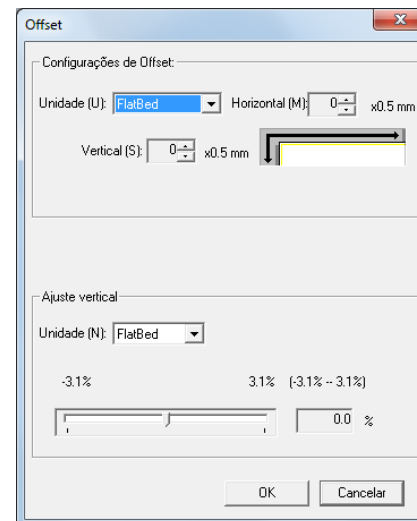 Offset
Configurações de Offset:
Unidade (U): FlatBed Horizontal (M): 0 x0.5 mm
Vertical (S): 0 x0.5 mm
Ajuste vertical
Unidade (N): FlatBed
-3.1% 3.1% (-3.1% -- 3.1%)
0.0 %
OK Cancelar